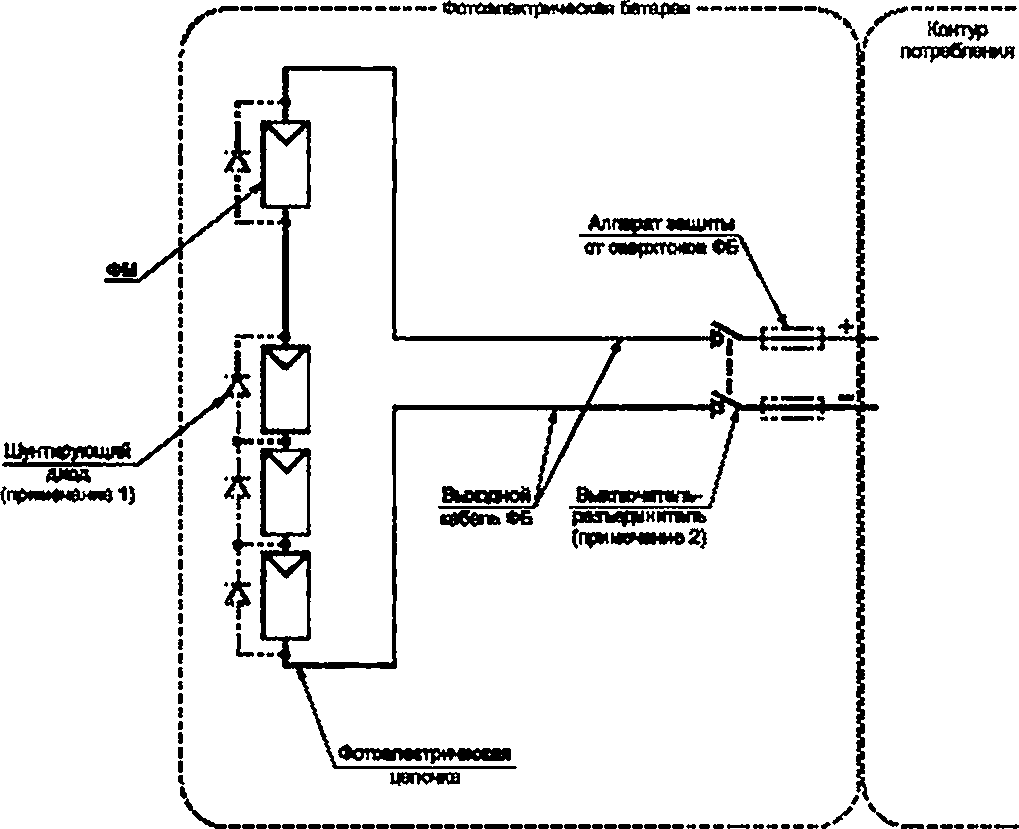 Фотоэлектрическая батарея
Контур
потребления
Аппарат защиты
от сверхтоков ФБ
ФМ
+
−
Шунтирующий
диод
(примечание 1)
Выходной
кабель ФБ
Выключатель-
разъединитель
(примечание 2)
Фотоэлектрическая
цепочка